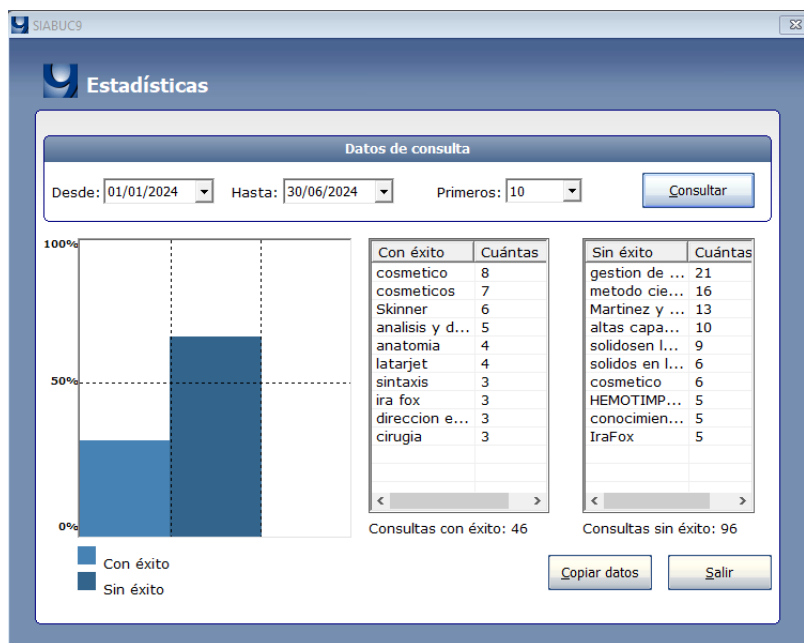 SIABUC9
Estadísticas
Datos de consulta
Desde: 01/01/2024 Hasta: 30/06/2024 Primeros: 10 Consultar
100%
50%
0%
Con éxito
Sin éxito
Con éxito Cuántas
cosmetico 8
cosmeticos 7
Skinner 6
analisis y d... 5
anatomia 4
latarjet 4
sintaxis 3
ira fox 3
direccion e... 3
cirugia 3
Consultas con éxito: 46
Sin éxito Cuántas
gestion de ... 21
metodo cie... 16
Martinez y ... 13
altas capa... 10
solidosen l... 9
solidos en l... 6
cosmetico 6
HEMOTIMP... 5
conocimien... 5
IraFox 5
Consultas sin éxito: 96
Copiar datos Salir